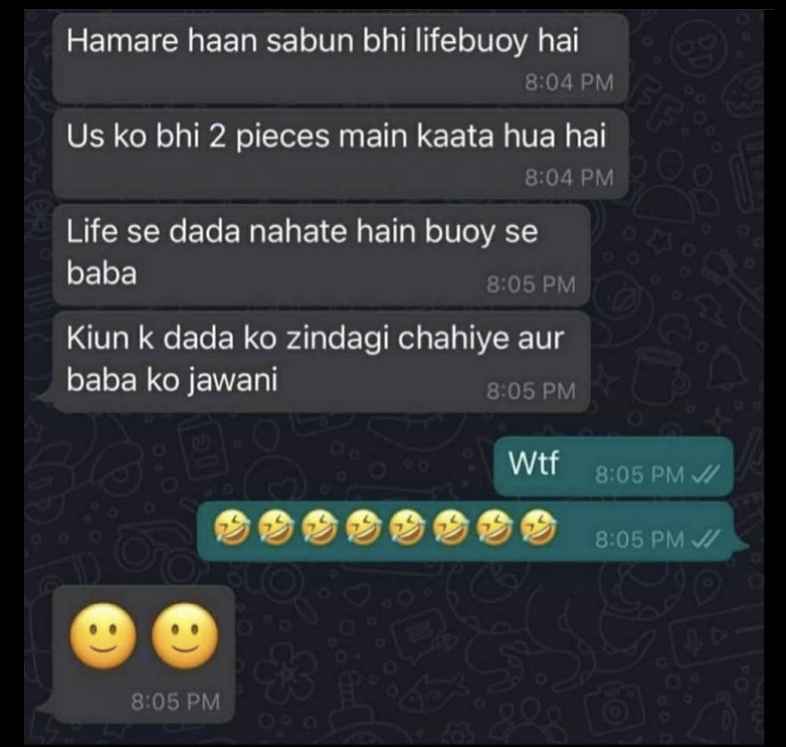 Hamare haan sabun bhi lifebuoy hai
8:04 PM
Us ko bhi 2 pieces main kaata hua hai
8:04 PM
Life se dada nahate hain buoy se
baba
8:05 PM
Kiun k dada ko zindagi chahiye aur
baba ko jawani
8:05 PM
Wtf
8:05 PM
🤣🤣🤣🤣🤣🤣🤣🤣
8:05 PM
🙂🙂
8:05 PM